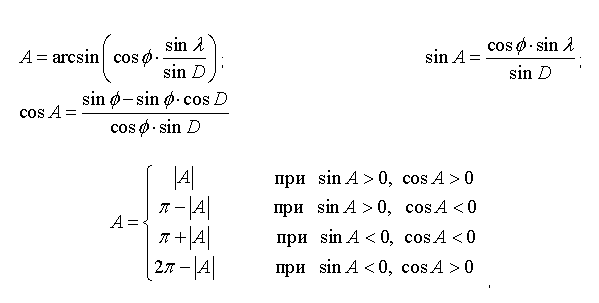 A = arcsin(cos ϕ · sin λ / sin D); sin A = cos ϕ · sin λ / sin D;
cos A = sin ϕ − sin ϕ · cos D / cos ϕ · sin D
|A| при sin A > 0, cos A > 0
π − |A| при sin A > 0, cos A < 0
A = { π + |A| при sin A < 0, cos A < 0
2π − |A| при sin A < 0, cos A > 0